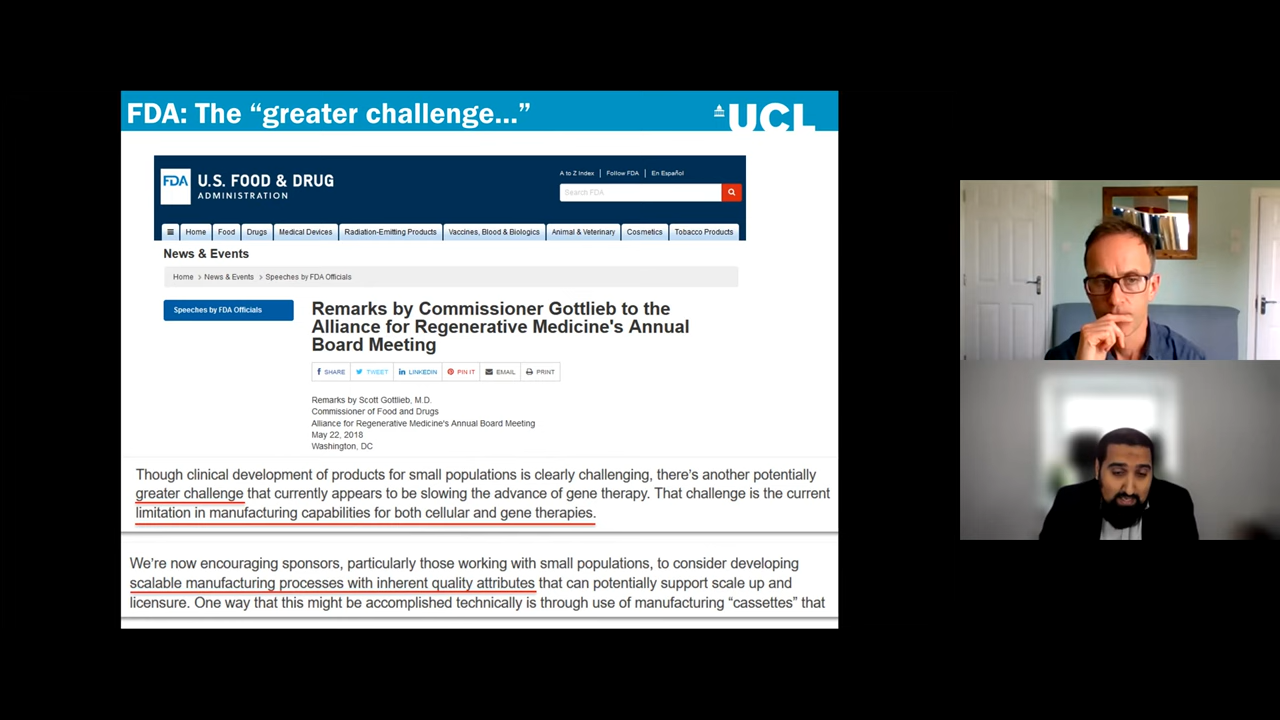 FDA: The “greater challenge...”
UCL
FDA
U.S. FOOD & DRUG
ADMINISTRATION
A to Z Index
Follow FDA
En Español
Search FDA
Home
Food
Drugs
Medical Devices
Radiation-Emitting Products
Vaccines, Blood & Biologics
Animal & Veterinary
Cosmetics
Tobacco Products
News & Events
Home > News & Events > Speeches by FDA Officials
Speeches by FDA Officials
Remarks by Commissioner Gottlieb to the
Alliance for Regenerative Medicine's Annual
Board Meeting
SHARE
TWEET
LINKEDIN
PIN IT
EMAIL
PRINT
Remarks by Scott Gottlieb, M.D.
Commissioner of Food and Drugs
Alliance for Regenerative Medicine's Annual Board Meeting
May 22, 2018
Washington, DC
Though clinical development of products for small populations is clearly challenging, there's another potentially
greater challenge that currently appears to be slowing the advance of gene therapy. That challenge is the current
limitation in manufacturing capabilities for both cellular and gene therapies.
We're now encouraging sponsors, particularly those working with small populations, to consider developing
scalable manufacturing processes with inherent quality attributes that can potentially support scale up and
licensure. One way that this might be accomplished technically is through use of manufacturing “cassettes” that